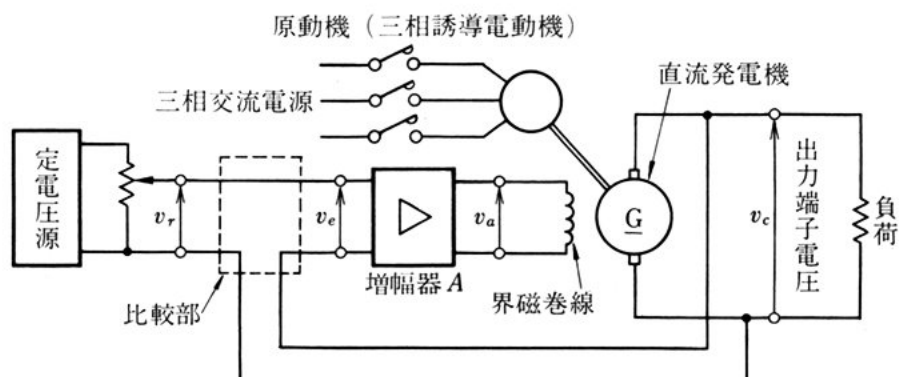 原動機（三相誘導電動機）
直流発電機
三相交流電源
定電圧源
v_r
v_e
v_a
G
v_c
出力端子電圧
負荷
増幅器 A
界磁巻線
比較部